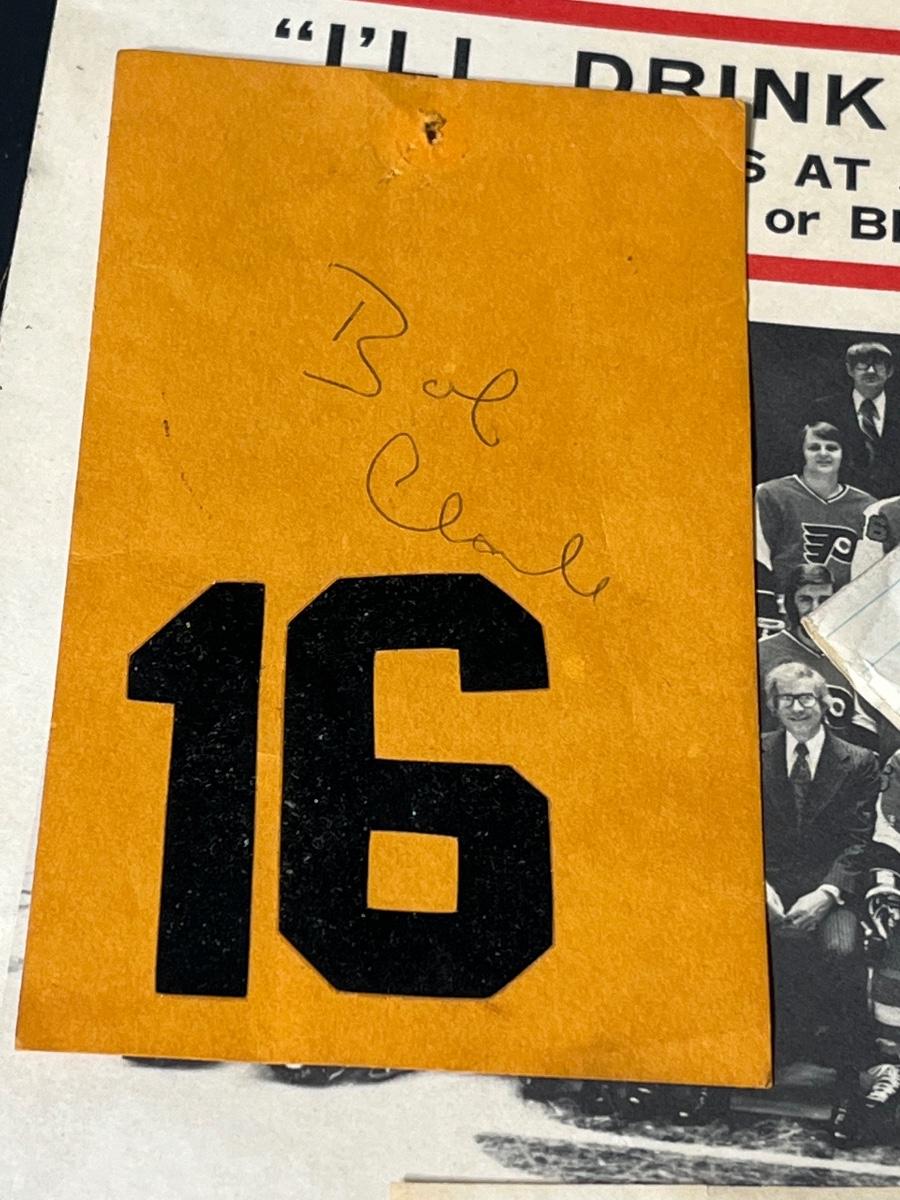 “I’LL DRINK
S AT
or B
Bob
Clarke
16